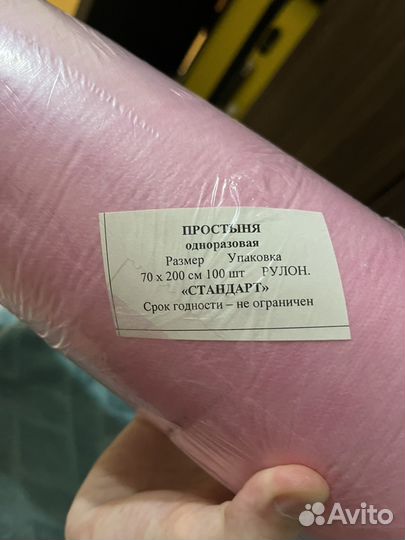 ПРОСТЫНЯ
одноразовая
Размер Упаковка
70 х 200 см 100 шт РУЛОН.
«СТАНДАРТ»
Срок годности – не ограничен
Avito